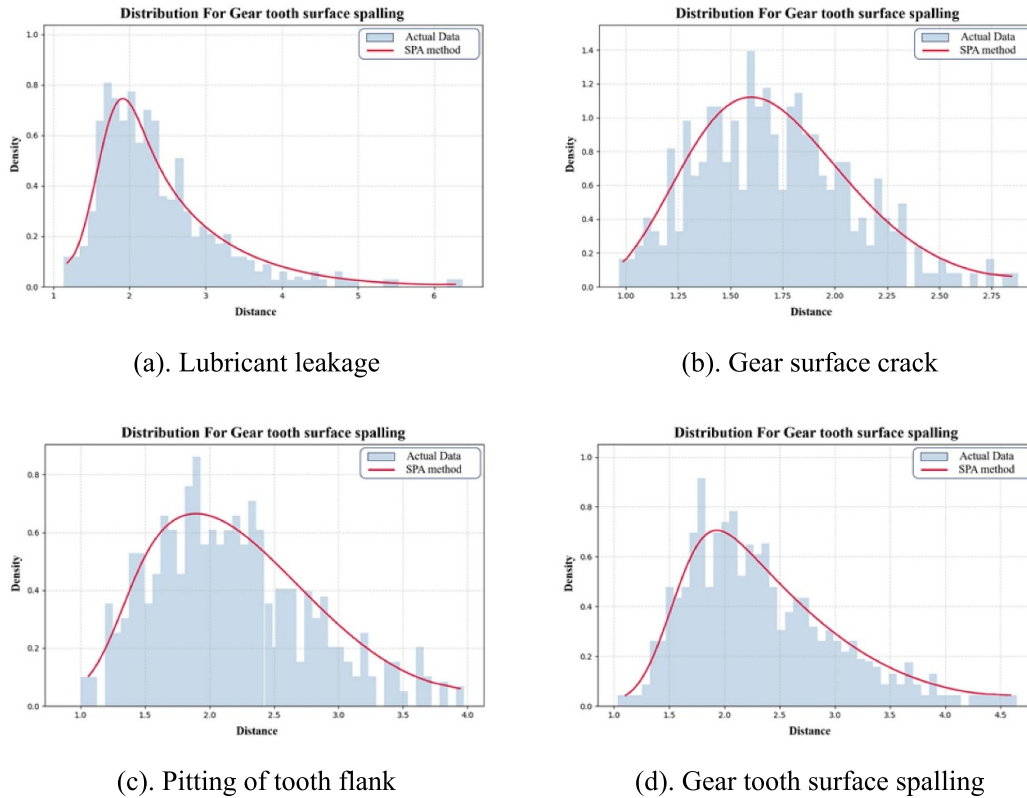 Distribution For Gear tooth surface spalling
Actual Data
SPA method
1.0
0.8
0.6
0.4
0.2
0.0
Density
1 2 3 4 5 6
Distance
(a). Lubricant leakage
Distribution For Gear tooth surface spalling
Actual Data
SPA method
1.4
1.2
1.0
0.8
0.6
0.4
0.2
0.0
Density
1.00 1.25 1.50 1.75 2.00 2.25 2.50 2.75
Distance
(b). Gear surface crack
Distribution For Gear tooth surface spalling
Actual Data
SPA method
0.8
0.6
0.4
0.2
0.0
Density
1.0 1.5 2.0 2.5 3.0 3.5 4.0
Distance
(c). Pitting of tooth flank
Distribution For Gear tooth surface spalling
Actual Data
SPA method
1.0
0.8
0.6
0.4
0.2
0.0
Density
1.0 1.5 2.0 2.5 3.0 3.5 4.0 4.5
Distance
(d). Gear tooth surface spalling